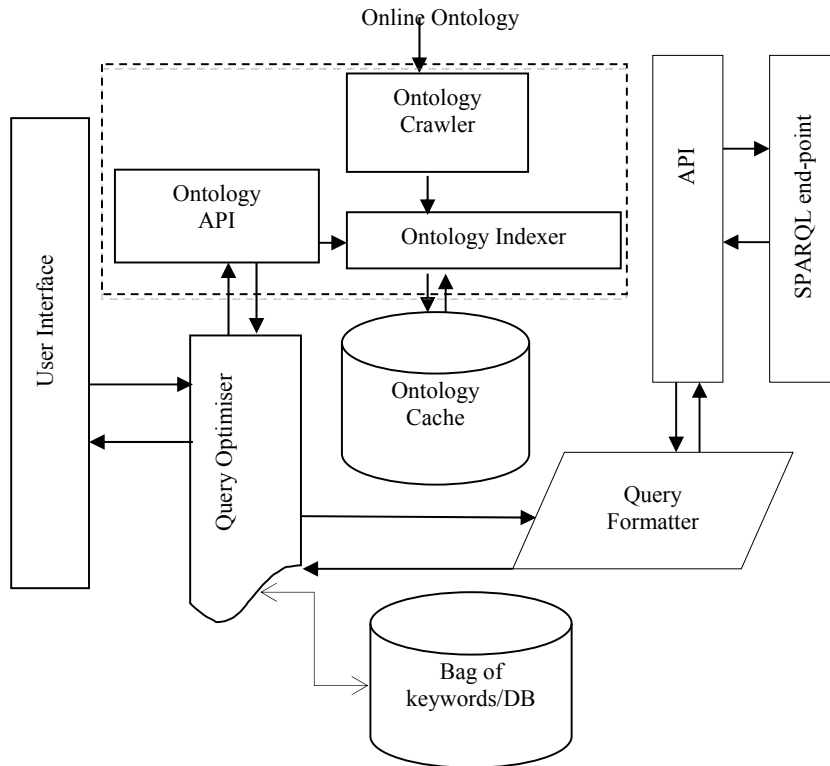 Online Ontology
Ontology
Crawler
Ontology
API
Ontology Indexer
User Interface
Query Optimiser
Ontology
Cache
API
SPARQL end-point
Query
Formatter
Bag of
keywords/DB